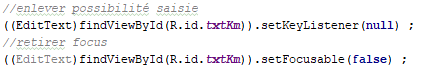 //enlever possibilité saisie
((EditText)findViewById(R.id.txtKm)).setKeyListener(null) ;
//retirer focus
((EditText)findViewById(R.id.txtKm)).setFocusable(false) ;